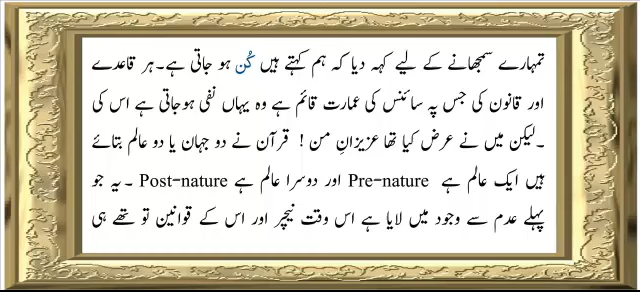 تمہارے سمجھانے کے لیے کہہ دیا کہ ہم کہتے ہیں کُن ہو جاتی ہے۔ہر قاعدے
اور قانون کی جس پہ سائنس کی عمارت قائم ہے وہ یہاں نفی ہوجاتی ہے اس کی
۔لیکن میں نے عرض کیا تھا عزیزانِ من! قرآن نے دو جہان یا دو عالم بتائے
ہیں ایک عالم ہے Pre-nature اور دوسرا عالم ہے Post-nature ۔یہ جو
پہلے عدم سے وجود میں لایا ہے اس وقت نیچر اور اس کے قوانین تو تھے ہی